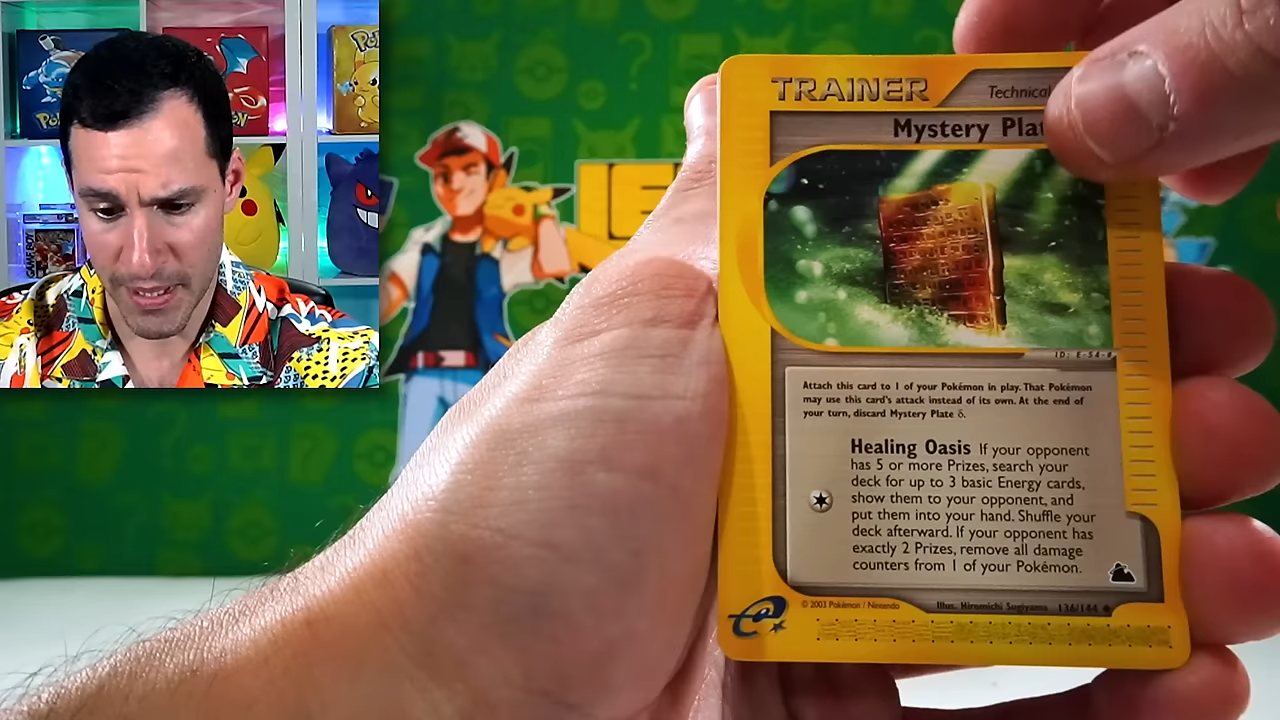 TRAINER
Technical
Mystery Plat
ID: E-54-#
Attach this card to 1 of your Pokémon in play. That Pokémon
may use this card's attack instead of its own. At the end of
your turn, discard Mystery Plate δ.
Healing Oasis If your opponent
has 5 or more Prizes, search your
deck for up to 3 basic Energy cards,
show them to your opponent, and
put them into your hand. Shuffle your
deck afterward. If your opponent has
exactly 2 Prizes, remove all damage
counters from 1 of your Pokémon.
© 2003 Pokémon / Nintendo
Illus. Hiromichi Sugiyama
136/144
e